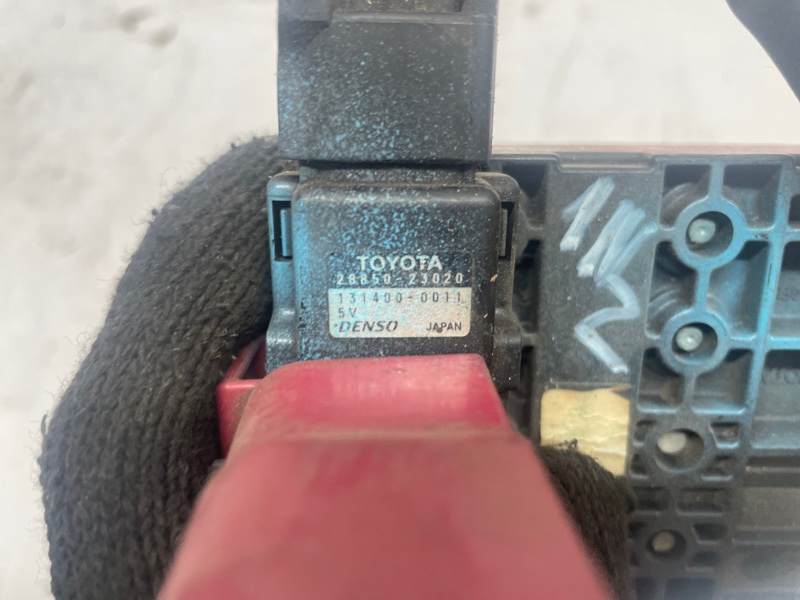 TOYOTA
28850-23020
131400-0011
5V
DENSO JAPAN